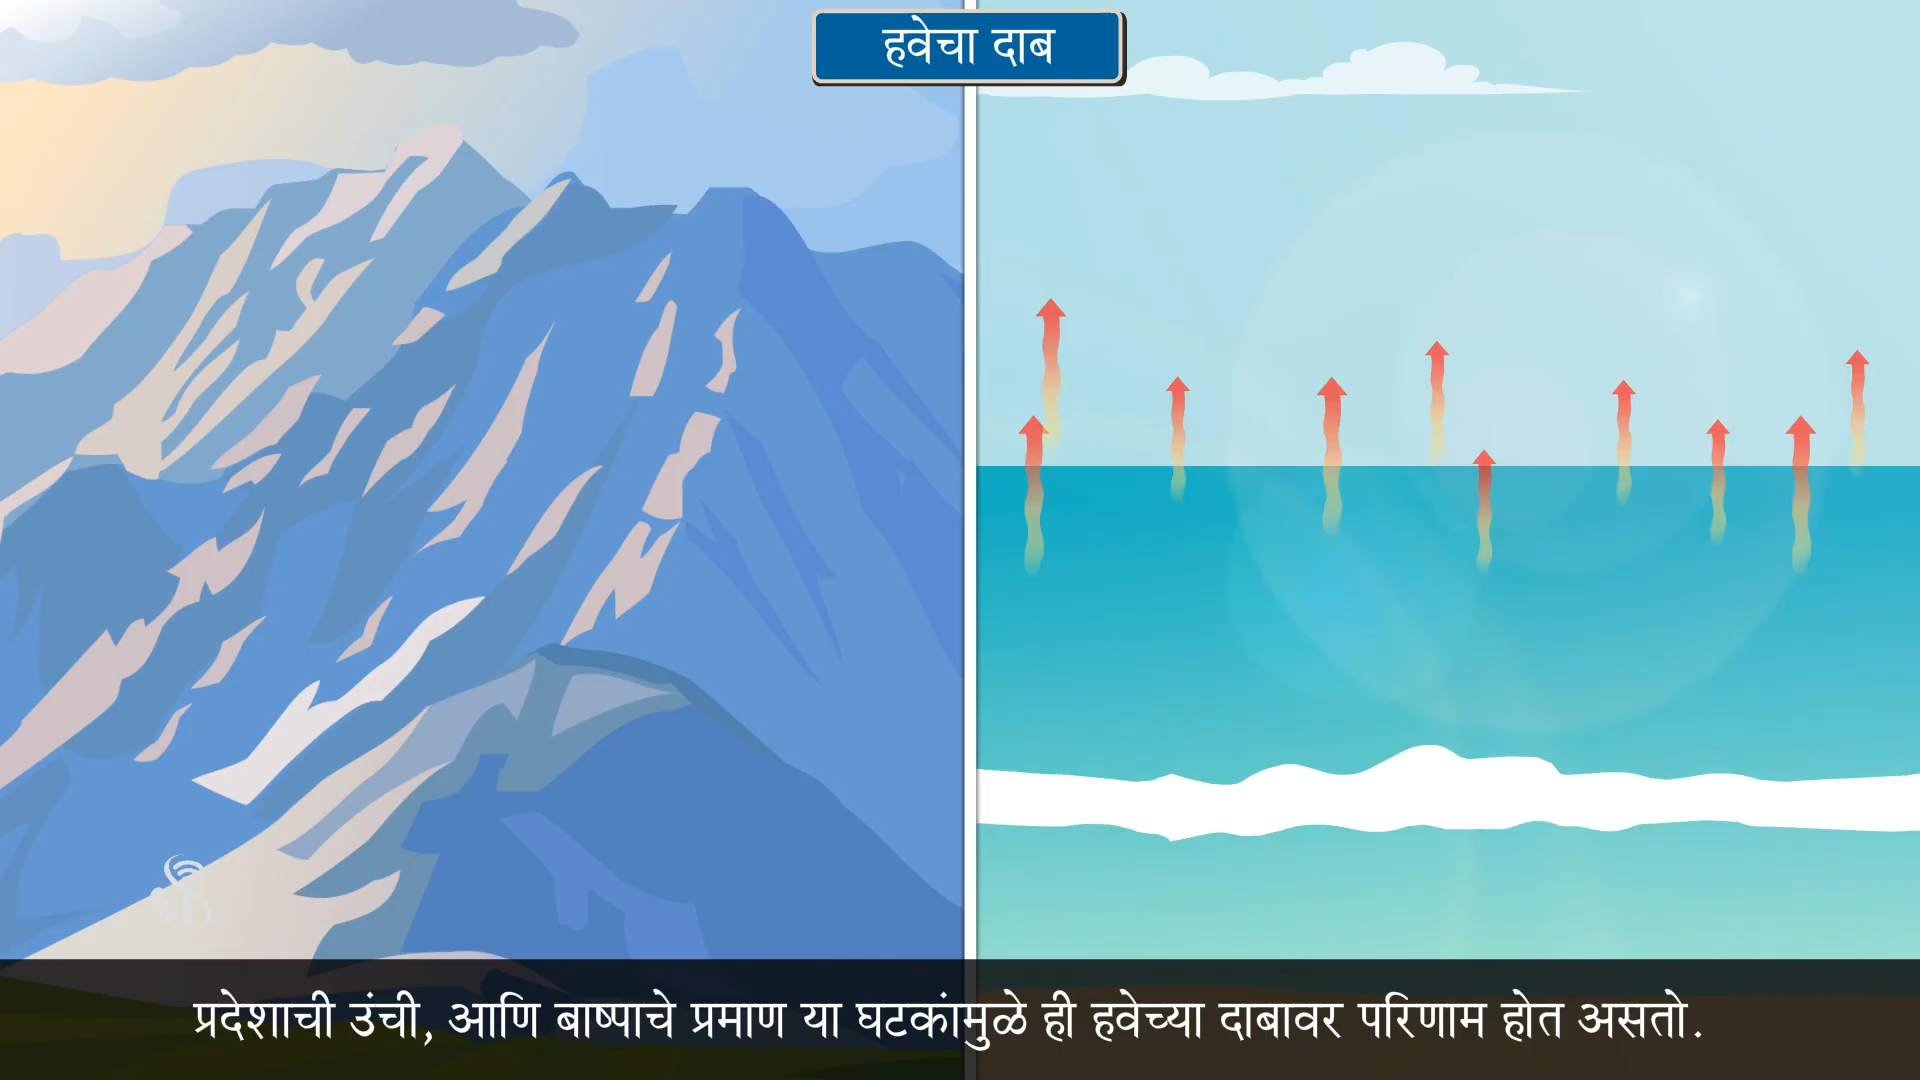 हवेचा दाब
प्रदेशाची उंची, आणि बाष्पाचे प्रमाण या घटकांमुळे ही हवेच्या दाबावर परिणाम होत असतो.